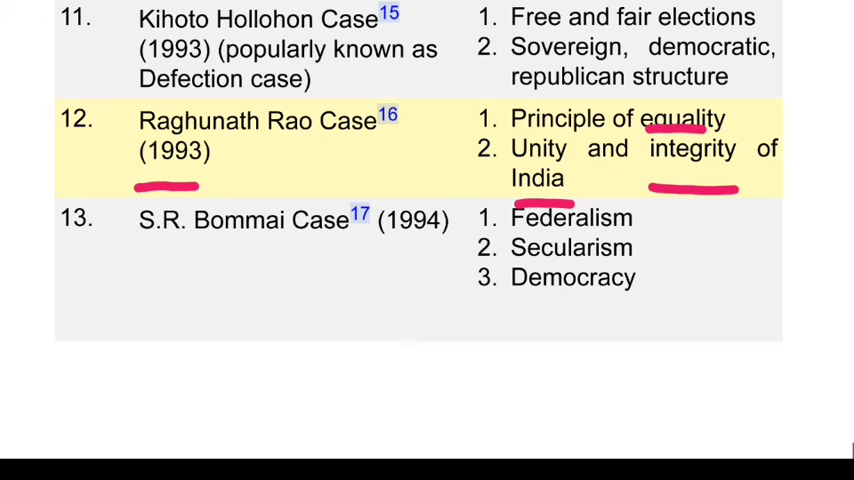 11. Kihoto Hollohon Case15 1. Free and fair elections
(1993) (popularly known as 2. Sovereign, democratic,
Defection case) republican structure
12. Raghunath Rao Case16 1. Principle of equality
(1993) 2. Unity and integrity of
India
13. S.R. Bommai Case17 (1994) 1. Federalism
2. Secularism
3. Democracy